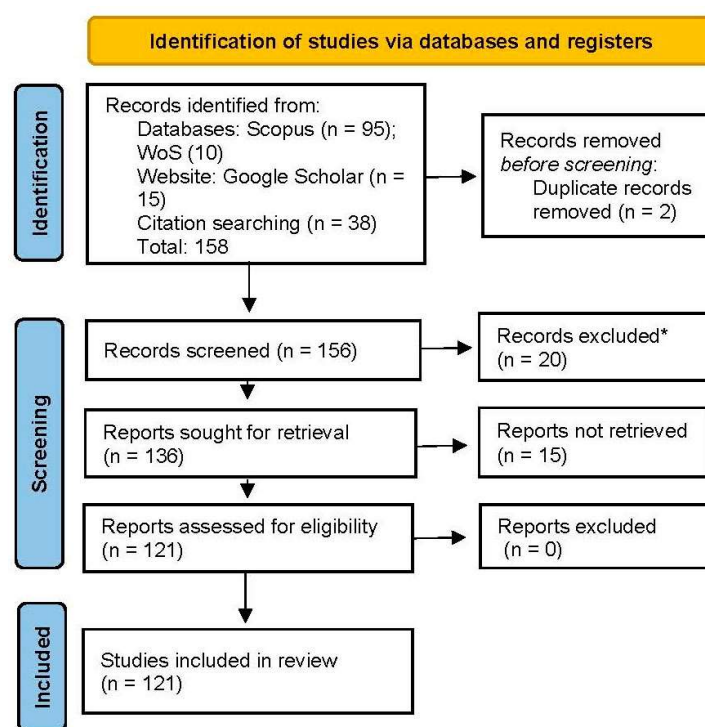 Identification of studies via databases and registers
Identification
Records identified from:
Databases: Scopus (n = 95);
WoS (10)
Website: Google Scholar (n =
15)
Citation searching (n = 38)
Total: 158
Records removed
before screening:
Duplicate records
removed (n = 2)
Screening
Records screened (n = 156)
Records excluded*
(n = 20)
Reports sought for retrieval
(n = 136)
Reports not retrieved
(n = 15)
Reports assessed for eligibility
(n = 121)
Reports excluded
(n = 0)
Included
Studies included in review
(n = 121)